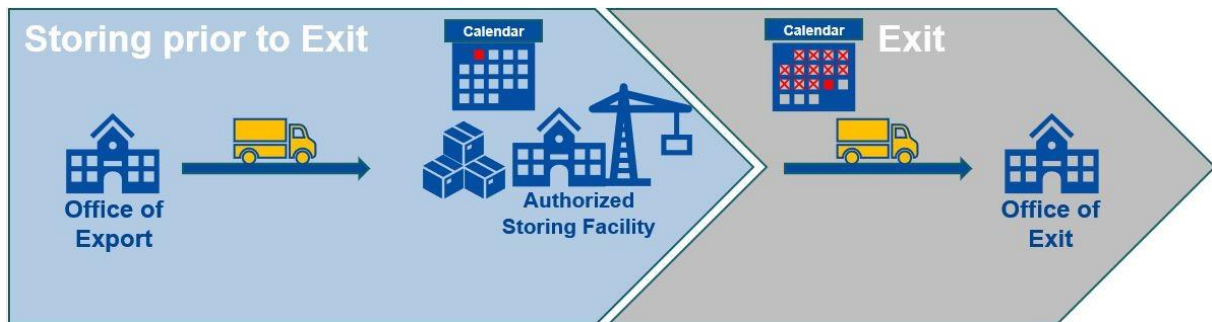 Storing prior to Exit
Calendar
Office of
Export
Authorized
Storing Facility
Calendar
Exit
Office of
Exit